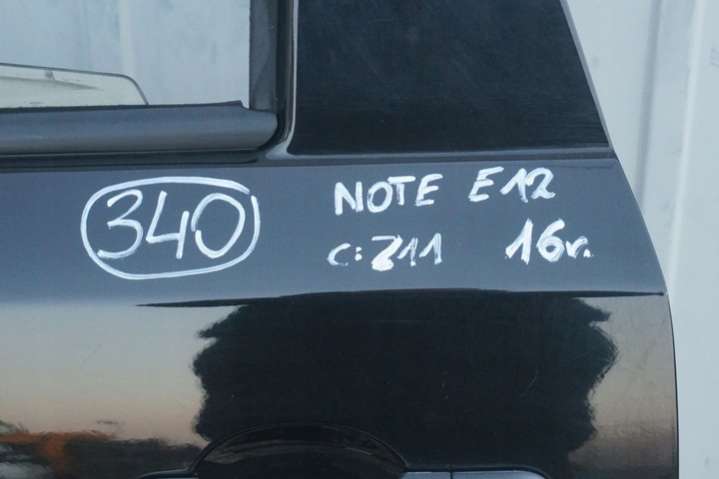 340
NOTE E12
C: Z11 16r.